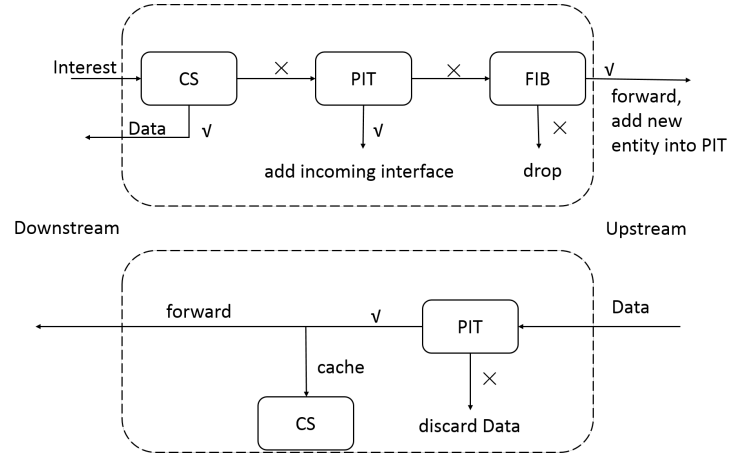 Interest
CS
×
PIT
×
FIB
√
forward,
add new
entity into PIT
Data
√
√
×
add incoming interface
drop
Downstream
Upstream
forward
√
PIT
Data
cache
×
CS
discard Data